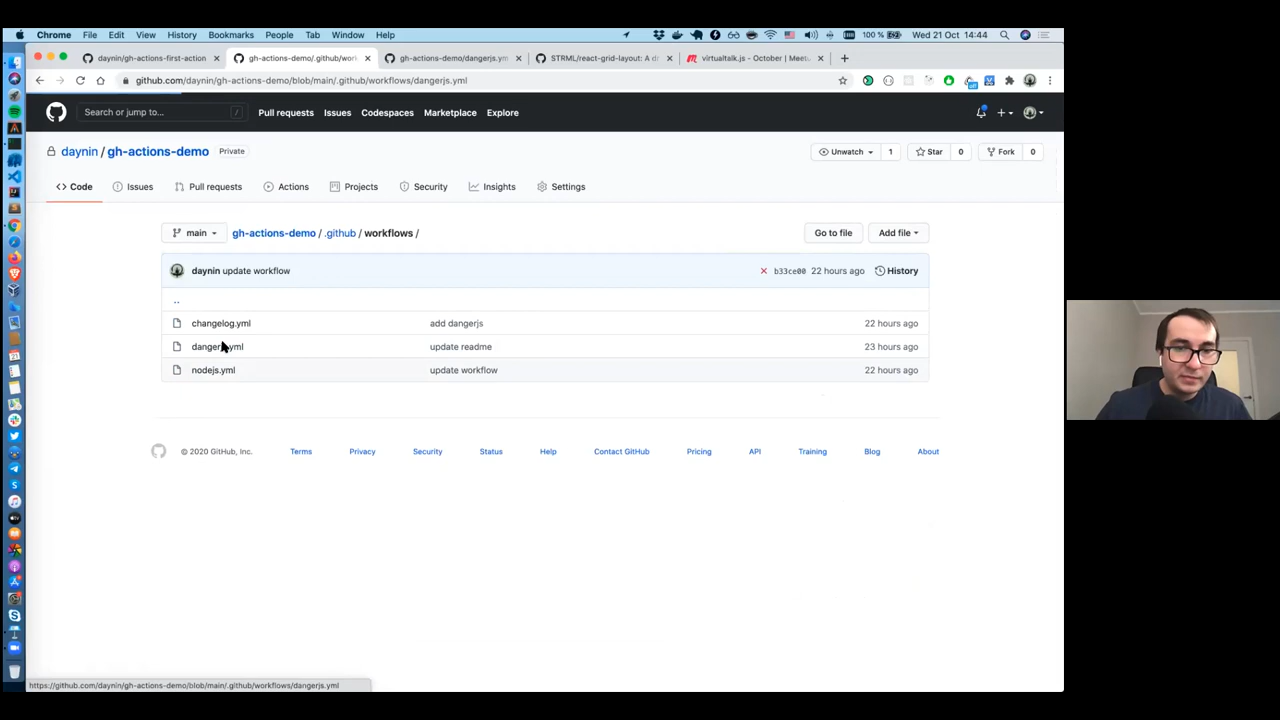 Chrome File Edit View History Bookmarks People Tab Window Help 100 % Wed 21 Oct 14:44
daynin/gh-actions-first-action
gh-actions-demo/.github/work
gh-actions-demo/dangerjs.yml
STRML/react-grid-layout: A dr
virtualtalk.js - October | Meetu
github.com/daynin/gh-actions-demo/blob/main/.github/workflows/dangerjs.yml
Search or jump to... / Pull requests Issues Codespaces Marketplace Explore
daynin / gh-actions-demo Private Unwatch 1 Star 0 Fork 0
Code Issues Pull requests Actions Projects Security Insights Settings
main gh-actions-demo / .github / workflows / Go to file Add file
daynin update workflow b33ce00 22 hours ago History
..
changelog.yml add dangerjs 22 hours ago
update readme 23 hours ago
nodejs.yml update workflow 22 hours ago
© 2020 GitHub, Inc. Terms Privacy Security Status Help Contact GitHub Pricing API Training Blog About
https://github.com/daynin/gh-actions-demo/blob/main/.github/workflows/dangerjs.yml